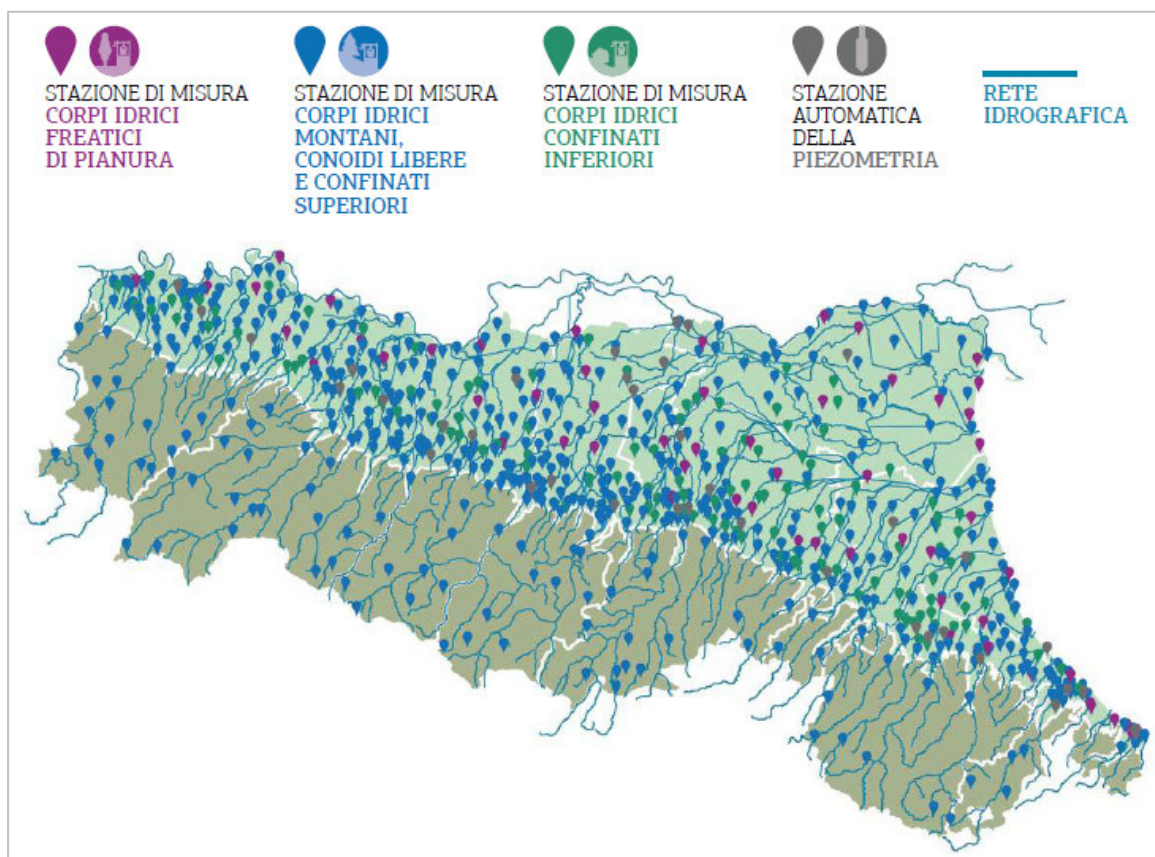 STAZIONE DI MISURA
CORPI IDRICI
FREATICI
DI PIANURA
STAZIONE DI MISURA
CORPI IDRICI
MONTANI,
CONOIDI LIBERE
E CONFINATI
SUPERIORI
STAZIONE DI MISURA
CORPI IDRICI
CONFINATI
INFERIORI
STAZIONE
AUTOMATICA
DELLA
PIEZOMETRIA
RETE
IDROGRAFICA